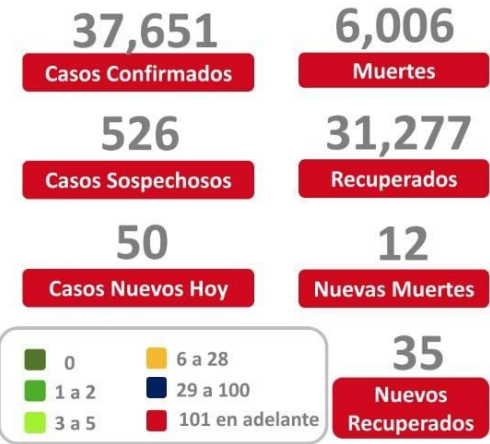 37,651
Casos Confirmados
6,006
Muertes
526
Casos Sospechosos
31,277
Recuperados
50
Casos Nuevos Hoy
12
Nuevas Muertes
0
1 a 2
3 a 5
6 a 28
29 a 100
101 en adelante
35
Nuevos
Recuperados